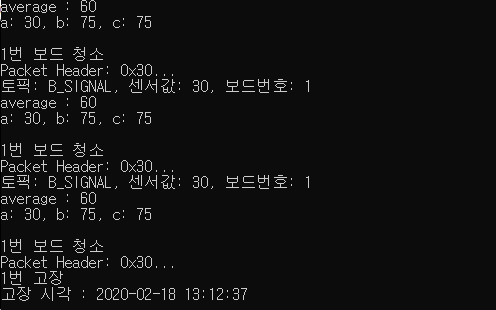 average : 60
a: 30, b: 75, c: 75
1번 보드 청소
Packet Header: 0x30...
토픽: B_SIGNAL, 센서값: 30, 보드번호: 1
average : 60
a: 30, b: 75, c: 75
1번 보드 청소
Packet Header: 0x30...
토픽: B_SIGNAL, 센서값: 30, 보드번호: 1
average : 60
a: 30, b: 75, c: 75
1번 보드 청소
Packet Header: 0x30...
1번 고장
고장 시각 : 2020-02-18 13:12:37